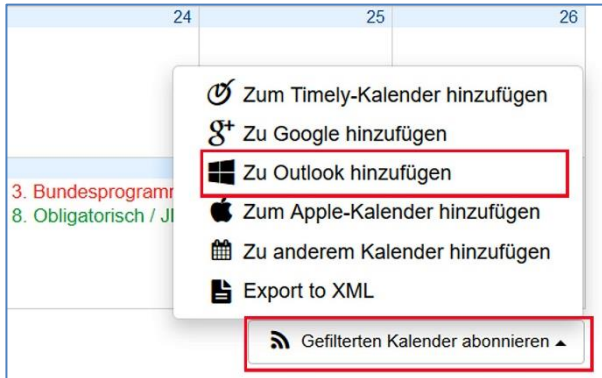 24 25 26
Zum Timely-Kalender hinzufügen
Zu Google hinzufügen
Zu Outlook hinzufügen
3. Bundesprogramm
8. Obligatorisch /
Zum Apple-Kalender hinzufügen
Zu anderem Kalender hinzufügen
Export to XML
Gefilterten Kalender abonnieren